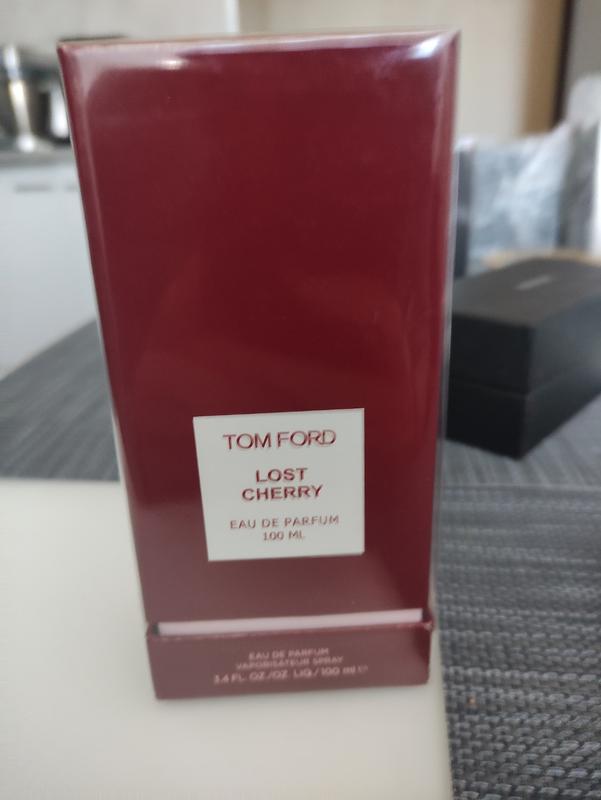 TOM FORD
LOST
CHERRY
EAU DE PARFUM
100 ML
EAU DE PARFUM
VAPORISATEUR SPRAY
3.4 FL. OZ./OZ. LIQ./100 ml ℮